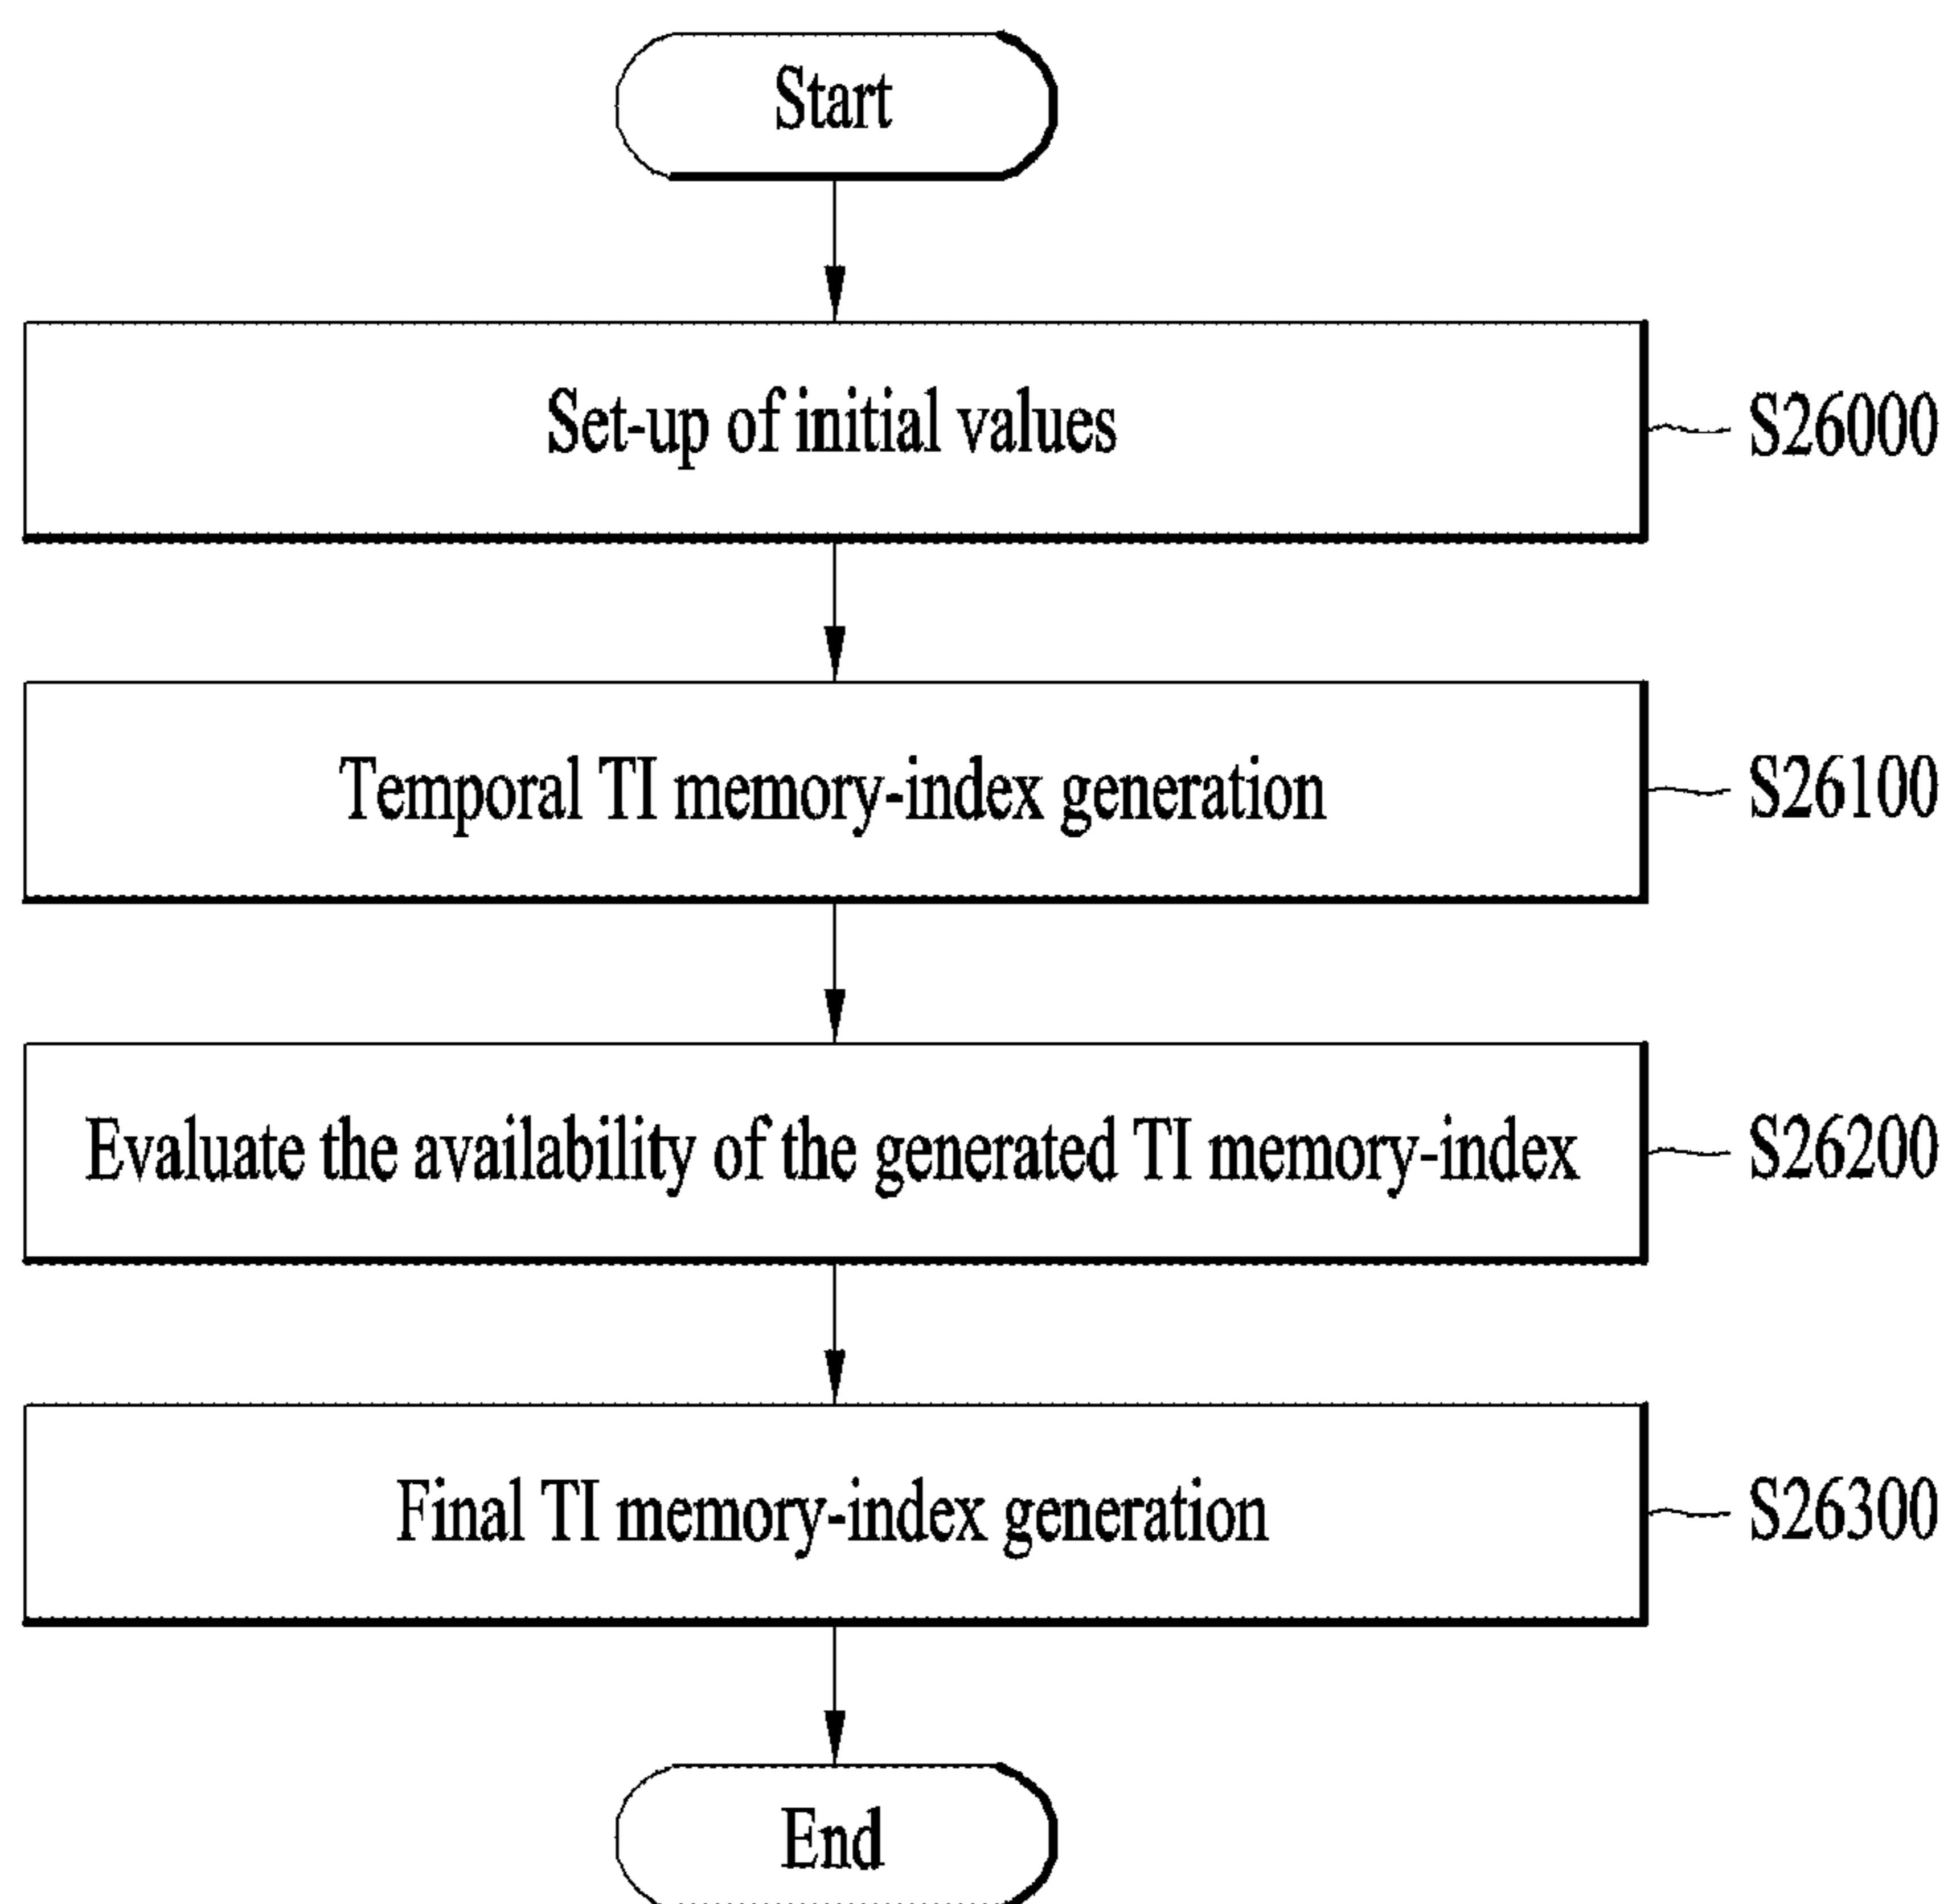 Start
Set-up of initial values
S26000
Temporal TI memory-index generation
S26100
Evaluate the availability of the generated TI memory-index
S26200
Final TI memory-index generation
S26300
End